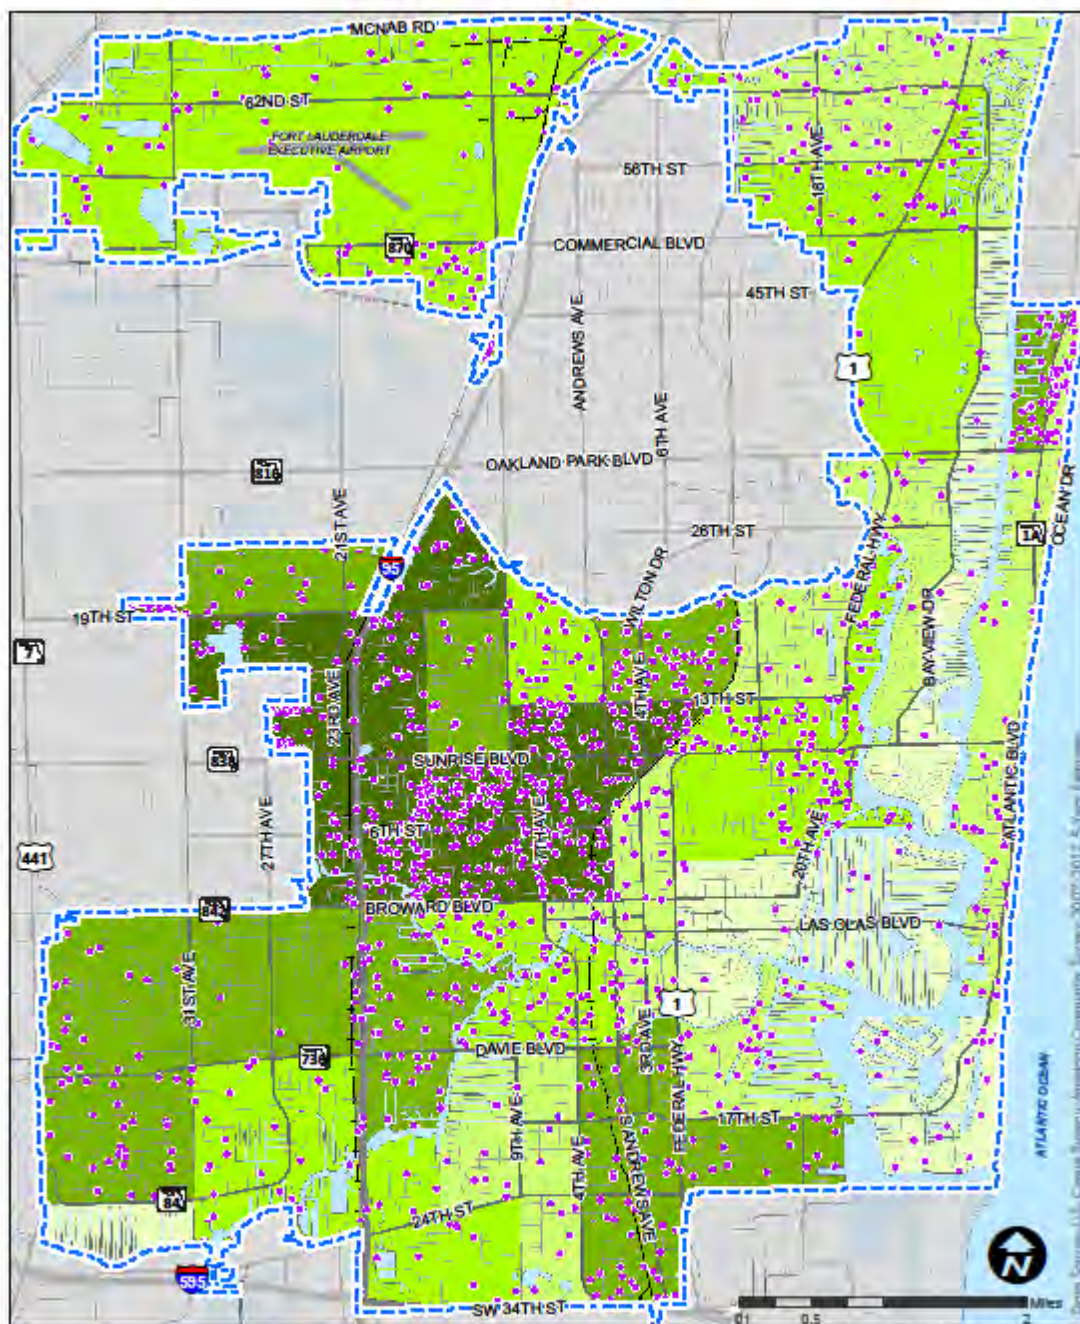 MCNAB RD
62ND ST
FORT LAUDERDALE
EXECUTIVE AIRPORT
18TH AVE
56TH ST
870
COMMERCIAL BLVD
45TH ST
ANDREWS AVE
1
6TH AVE
OAKLAND PARK BLVD
816
21ST AVE
26TH ST
1A
OCEAN DR
95
FEDERAL HWY
WILTON DR
BAYVIEW DR
19TH ST
7
4TH AVE
13TH ST
23RD AVE
838
SUNRISE BLVD
ATLANTIC BLVD
27TH AVE
6TH ST
7TH AVE
20TH AVE
441
842
BROWARD BLVD
LAS OLAS BLVD
31ST AVE
1
736
DAVIE BLVD
3RD AVE
FEDERAL HWY
ATLANTIC OCEAN
17TH ST
9TH AVE
4TH AVE
S ANDREWS AVE
84
24TH ST
N
595
SW 34TH ST
Miles
0.5
2